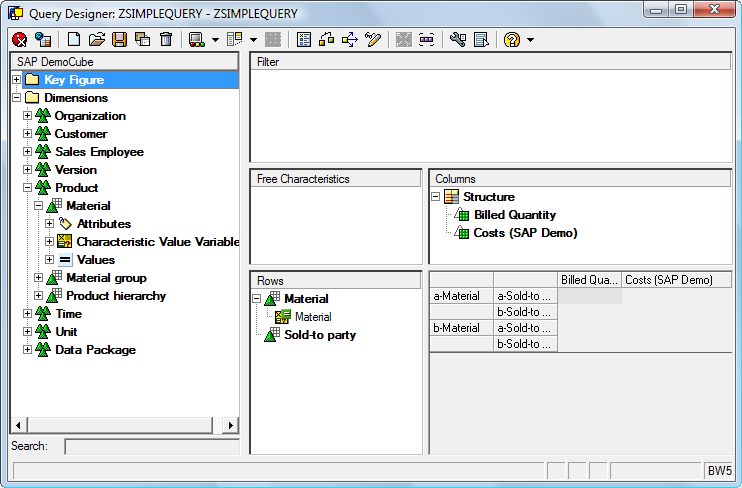 Query Designer: ZSIMPLEQUERY - ZSIMPLEQUERY
SAP DemoCube
Key Figure
Dimensions
Organization
Customer
Sales Employee
Version
Product
Material
Attributes
Characteristic Value Variable
Values
Material group
Product hierarchy
Time
Unit
Data Package
Search:
Filter
Free Characteristics
Columns
Structure
Billed Quantity
Costs (SAP Demo)
Rows
Material
Material
Sold-to party
Billed Qua... Costs (SAP Demo)
a-Material a-Sold-to ...
b-Sold-to ...
b-Material a-Sold-to ...
b-Sold-to ...
BW5